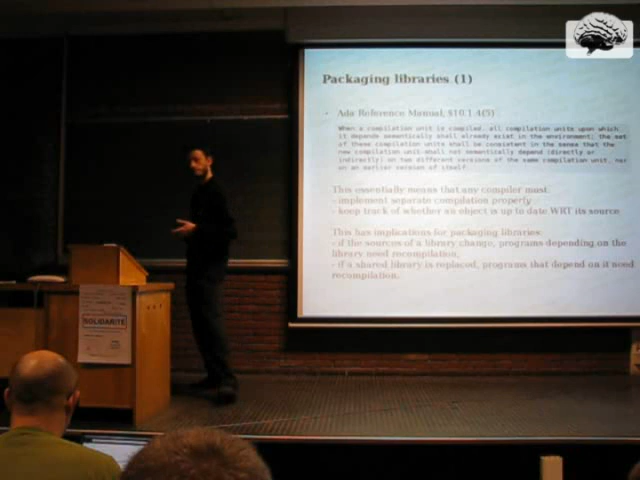 Packaging libraries (1)
- Ada Reference Manual, §10.1.4(5)
When a compilation unit is compiled, all compilation units upon which
it depends semantically shall already exist in the environment; the set
of these compilation units shall be consistent in the sense that the
new compilation unit shall not semantically depend (directly or
indirectly) on two different versions of the same compilation unit, nor
on an earlier version of itself.
This essentially means that any compiler must:
- implement separate compilation properly
- keep track of whether an object is up to date WRT its source
This has implications for packaging libraries:
- if the sources of a library change, programs depending on the
library need recompilation,
- if a shared library is replaced, programs that depend on it need
recompilation.
SOLIDARITÉ